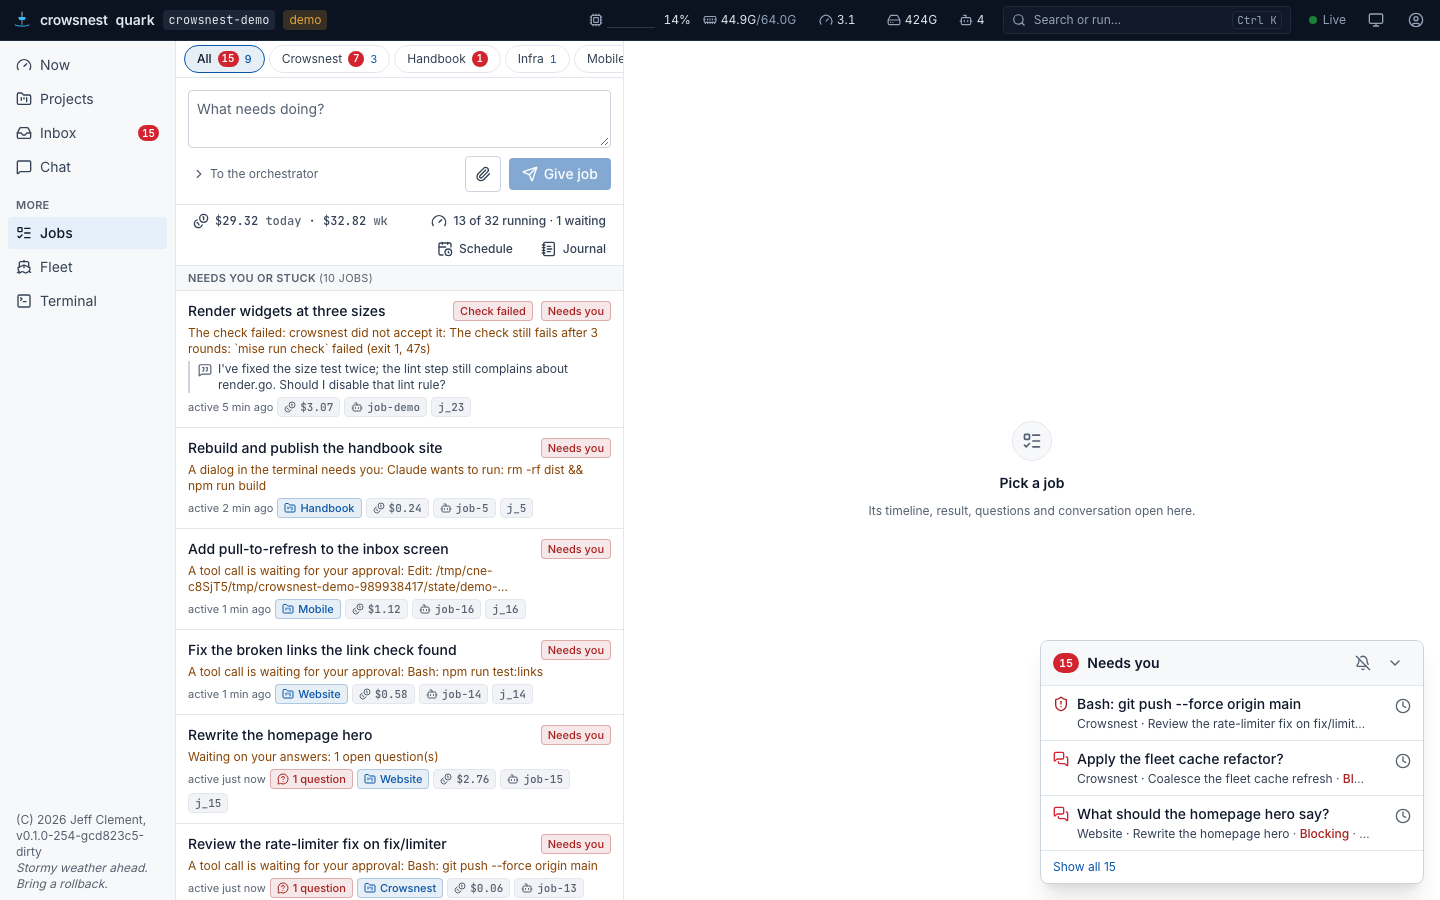 crowsnest quark crowsnest-demo demo
14% 44.9G/64.0G 3.1 424G 4
Search or run... Ctrl K
Live
Now
Projects
Inbox 15
Chat
MORE
Jobs
Fleet
Terminal
(C) 2026 Jeff Clement,
v0.1.0-254-gcd823c5-
dirty
Stormy weather ahead.
Bring a rollback.
All 15 9 Crowsnest 7 3 Handbook 1 Infra 1 Mobile
What needs doing?
To the orchestrator
Give job
$29.32 today · $32.82 wk
13 of 32 running · 1 waiting
Schedule Journal
NEEDS YOU OR STUCK (10 JOBS)
Render widgets at three sizes Check failed Needs you
The check failed: crowsnest did not accept it: The check still fails after 3
rounds: `mise run check` failed (exit 1, 47s)
I've fixed the size test twice; the lint step still complains about
render.go. Should I disable that lint rule?
active 5 min ago $3.07 job-demo j_23
Rebuild and publish the handbook site Needs you
A dialog in the terminal needs you: Claude wants to run: rm -rf dist &&
npm run build
active 2 min ago Handbook $0.24 job-5 j_5
Add pull-to-refresh to the inbox screen Needs you
A tool call is waiting for your approval: Edit: /tmp/cne-
c8SjT5/tmp/crowsnest-demo-989938417/state/demo-...
active 1 min ago Mobile $1.12 job-16 j_16
Fix the broken links the link check found Needs you
A tool call is waiting for your approval: Bash: npm run test:links
active 1 min ago Website $0.58 job-14 j_14
Rewrite the homepage hero Needs you
Waiting on your answers: 1 open question(s)
active just now 1 question Website $2.76 job-15
j_15
Review the rate-limiter fix on fix/limiter Needs you
A tool call is waiting for your approval: Bash: git push --force origin main
active just now 1 question Crowsnest $0.06 job-13
Pick a job
Its timeline, result, questions and conversation open here.
15 Needs you
Bash: git push --force origin main
Crowsnest · Review the rate-limiter fix on fix/limit...
Apply the fleet cache refactor?
Crowsnest · Coalesce the fleet cache refresh · Bl...
What should the homepage hero say?
Website · Rewrite the homepage hero · Blocking · ...
Show all 15